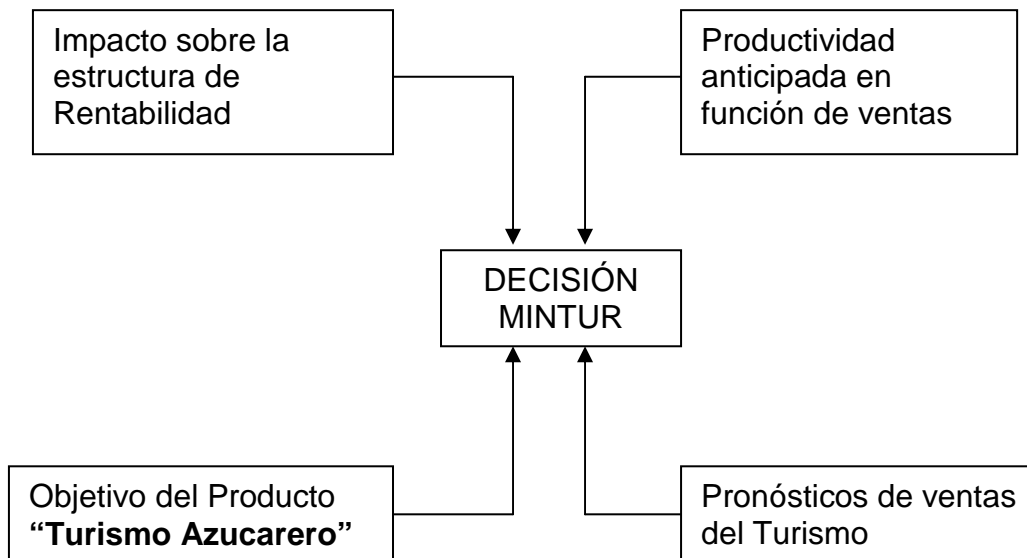 Impacto sobre la
estructura de
Rentabilidad
Productividad
anticipada en
función de ventas
DECISIÓN
MINTUR
Objetivo del Producto
“Turismo Azucarero”
Pronósticos de ventas
del Turismo